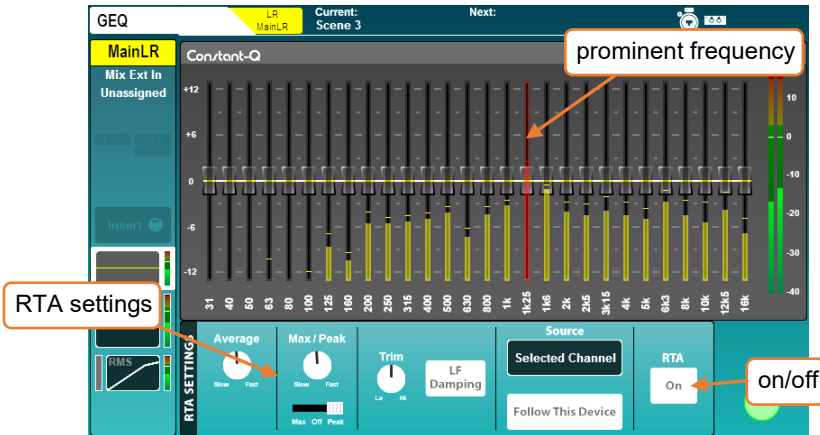 GEQ
LR
MainLR
Current:
Scene 3
Next:
MainLR
Mix Ext In
Unassigned
Insert
RMS
Constant-Q
prominent frequency
+12
+6
0
-6
-12
10
0
-10
-20
-30
-40
31 40 50 63 80 100 125 160 200 250 315 400 500 630 800 1k 1k25 1k6 2k 2k5 3k15 4k 5k 6k3 8k 10k 12k5 16k
RTA settings
RTA SETTINGS
Average
Slow Fast
Max / Peak
Slow Fast
Max Off Peak
Trim
Lo Hi
LF
Damping
Source
Selected Channel
Follow This Device
RTA
On
on/off